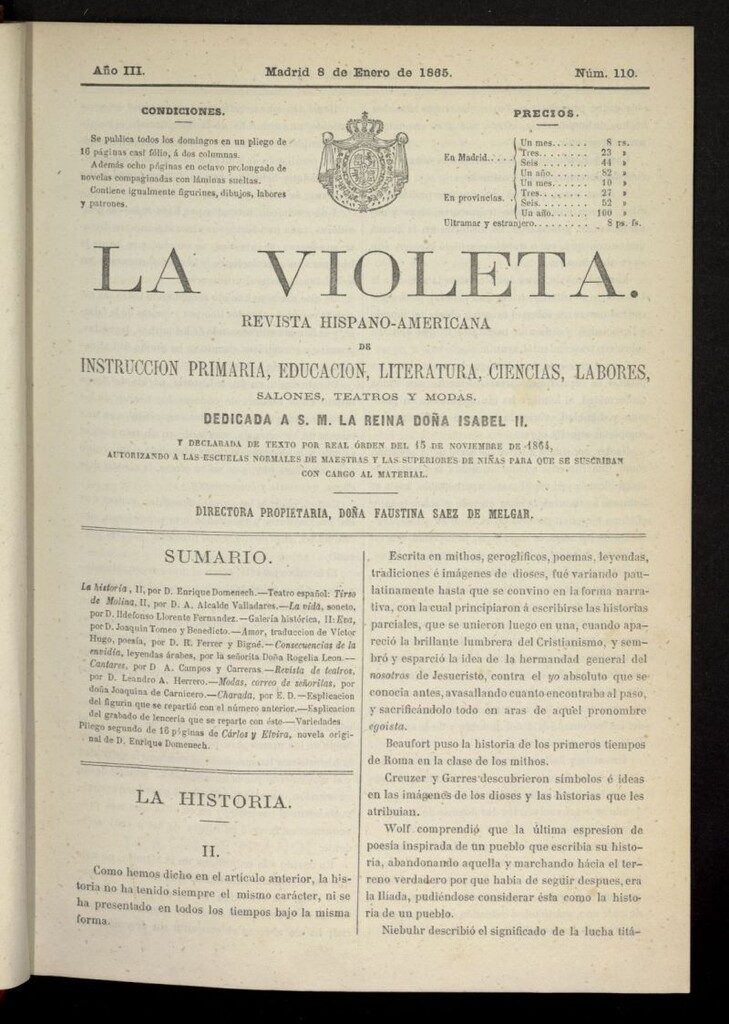 Año III.
Madrid 8 de Enero de 1865.
Núm. 110.
CONDICIONES.
Se publica todos los domingos en un pliego de
16 páginas casi fólio, á dos columnas.
Además ocho páginas en octavo prolongado de
novelas compaginadas con láminas sueltas.
Contiene igualmente figurines, dibujos, labores
y patrones.
PRECIOS.
En Madrid.....
Un mes...... 8 rs.
Tres........ 23 »
Seis ....... 44 »
Un año...... 82 »
En provincias.
Un mes...... 10 »
Tres........ 27 »
Seis........ 52 »
Un año...... 100 »
Ultramar y estranjero......... 8 ps. fs.
LA VIOLETA.
REVISTA HISPANO-AMERICANA
DE
INSTRUCCION PRIMARIA, EDUCACION, LITERATURA, CIENCIAS, LABORES,
SALONES, TEATROS Y MODAS.
DEDICADA A S. M. LA REINA DOÑA ISABEL II.
Y DECLARADA DE TEXTO POR REAL ÓRDEN DEL 15 DE NOVIEMBRE DE 1864,
AUTORIZANDO A LAS ESCUELAS NORMALES DE MAESTRAS Y LAS SUPERIORES DE NIÑAS PARA QUE SE SUSCRIBAN
CON CARGO AL MATERIAL.
DIRECTORA PROPIETARIA, DOÑA FAUSTINA SAEZ DE MELGAR.
SUMARIO.
La historia, II, por D. Enrique Domenech.—Teatro español: Tirso
de Molina, II, por D. A. Alcalde Valladares.—La vida, soneto,
por D. Ildefonso Llorente Fernandez.—Galería histórica, II: Eva,
por D. Joaquin Tomeo y Benedicto.—Amor, traduccion de Víctor
Hugo, poesía, por D. R. Ferrer y Bigné.—Consecuencias de la
envidia, leyendas árabes, por la señorita Doña Rogelia Leon.—
Cantares, por D A. Campos y Carreras.—Revista de teatros,
por D. Leandro A. Herrero.—Modas, correo de señoritas, por
doña Joaquina de Carnicero.—Charada, por E. D.—Esplicacion
del figurin que se repartió con el número anterior.—Esplicacion
del grabado de lencería que se reparte con éste—Variedades
Pliego segundo de 16 páginas de Cárlos y Elvira, novela origi-
nal de D. Enrique Domenech.
LA HISTORIA.
II.
Como hemos dicho en el artículo anterior, la his-
toria no ha tenido siempre el mismo carácter, ni se
ha presentado en todos los tiempos bajo la misma
forma.
Escrita en mithos, geroglíficos, poemas, leyendas,
tradiciones é imágenes de dioses, fué variando pau-
latinamente hasta que se convino en la forma narra-
tiva, con la cual principiaron á escribirse las historias
parciales, que se unieron luego en una, cuando apa-
reció la brillante lumbrera del Cristianismo, y sem-
bró y esparció la idea de la hermandad general del
nosotros de Jesucristo, contra el yo absoluto que se
conocia antes, avasallando cuanto encontraba al paso,
y sacrificándolo todo en aras de aquel pronombre
egoista.
Beaufort puso la historia de los primeros tiempos
de Roma en la clase de los mithos.
Creuzer y Garres descubrieron símbolos é ideas
en las imágenes de los dioses y las historias que les
atribuian.
Wolf comprendió que la última espresion de
poesía inspirada de un pueblo que escribia su histo-
ria, abandonando aquella y marchando hácia el ter-
reno verdadero por que habia de seguir despues, era
la Iliada, pudiéndose considerar ésta como la histo-
ria de un pueblo.
Niebuhr describió el significado de la lucha titá-